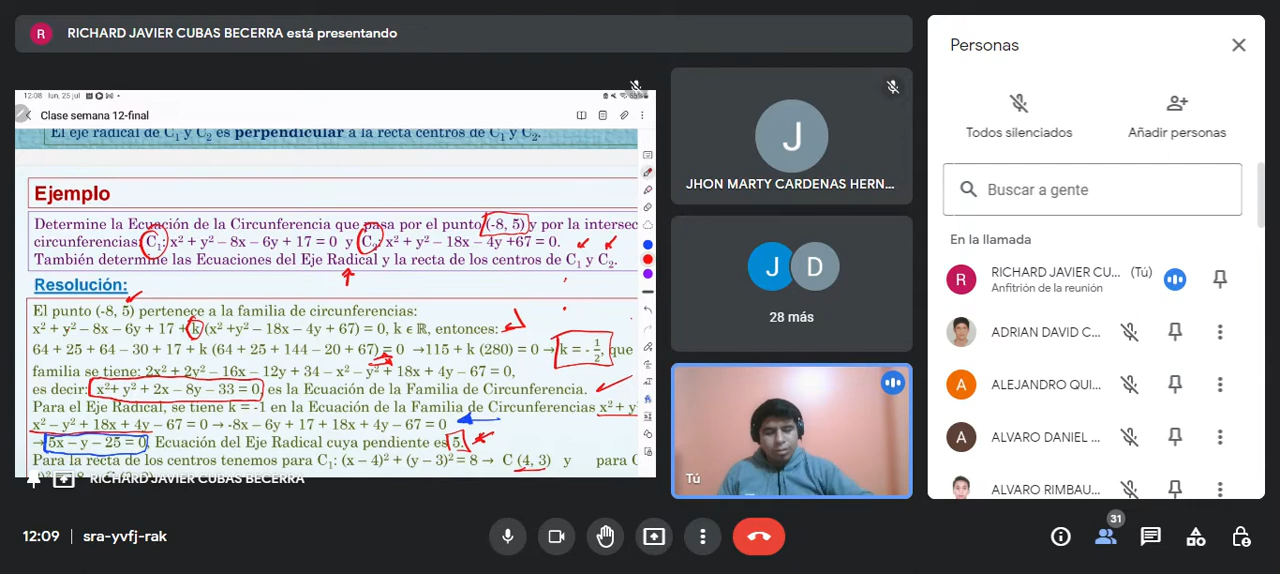 R RICHARD JAVIER CUBAS BECERRA está presentando
12:08 lun, 25 jul
Clase semana 12-final
El eje radical de C₁ y C₂ es perpendicular a la recta centros de C₁ y C₂.
Ejemplo
Determine la Ecuación de la Circunferencia que pasa por el punto (-8, 5) y por la intersec
circunferencias: C₁: x² + y² – 8x – 6y + 17 = 0 y C₂: x² + y² – 18x – 4y +67 = 0.
También determine las Ecuaciones del Eje Radical y la recta de los centros de C₁ y C₂.
Resolución:
El punto (-8, 5) pertenece a la familia de circunferencias:
x² + y² – 8x – 6y + 17 + k (x² +y² – 18x – 4y + 67) = 0, k ϵ ℝ, entonces:
64 + 25 + 64 – 30 + 17 + k (64 + 25 + 144 – 20 + 67) = 0 →115 + k (280) = 0 → k = - 1/2, que
familia se tiene: 2x² + 2y² – 16x – 12y + 34 – x² – y² + 18x + 4y – 67 = 0,
es decir: x² + y² + 2x – 8y – 33 = 0, es la Ecuación de la Familia de Circunferencia.
Para el Eje Radical, se tiene k = -1 en la Ecuación de la Familia de Circunferencias x² + y²
x² – y² + 18x + 4y – 67 = 0 → -8x – 6y + 17 + 18x + 4y – 67 = 0
→ 5x – y – 25 = 0, Ecuación del Eje Radical cuya pendiente es 5.
Para la recta de los centros tenemos para C₁: (x – 4)² + (y – 3)² = 8 → C (4, 3) y para C
RICHARD JAVIER CUBAS BECERRA
J
JHON MARTY CARDENAS HERN...
J D
28 más
Tú
Personas
Todos silenciados
Añadir personas
Buscar a gente
En la llamada
R RICHARD JAVIER CU... (Tú)
Anfitrión de la reunión
ADRIAN DAVID C...
A ALEJANDRO QUI...
A ALVARO DANIEL ...
ALVARO RIMBAU...
12:09 | sra-yvfj-rak
31